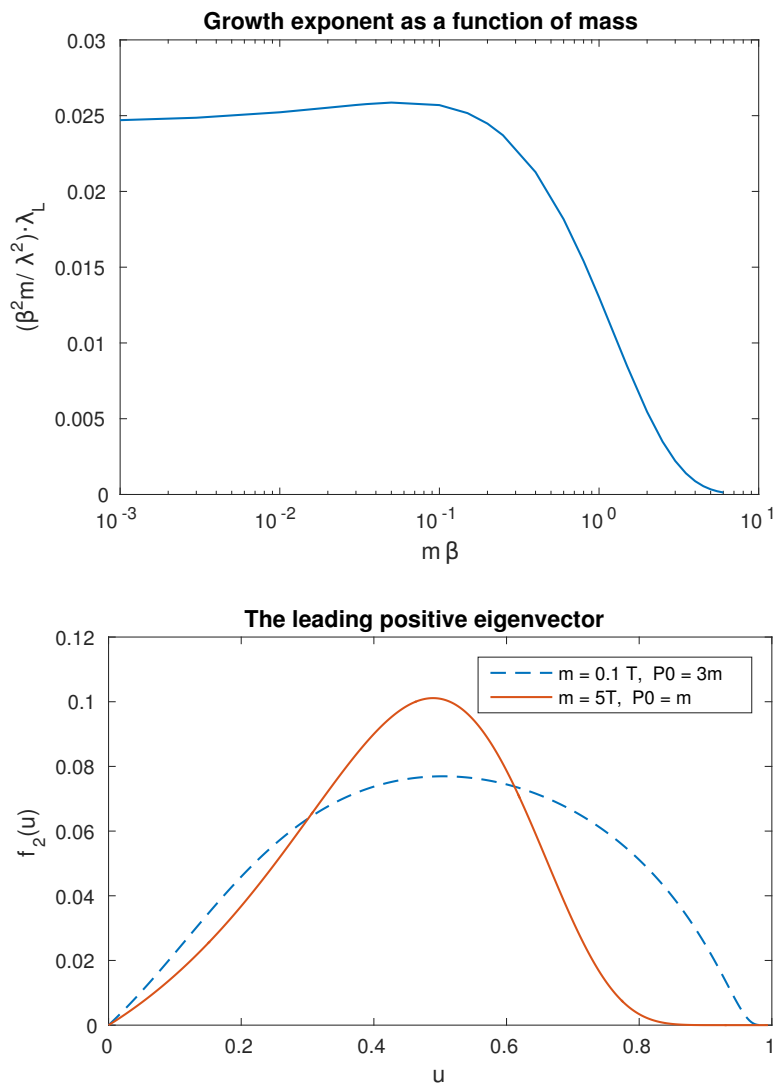 Growth exponent as a function of mass
0.03
0.025
0.02
0.015
0.01
0.005
0
(β²m/ λ²)·λ_L
10⁻³ 10⁻² 10⁻¹ 10⁰ 10¹
m β
The leading positive eigenvector
0.12
0.1
0.08
0.06
0.04
0.02
0
f₂(u)
m = 0.1 T, P0 = 3m
m = 5T, P0 = m
0 0.2 0.4 0.6 0.8 1
u